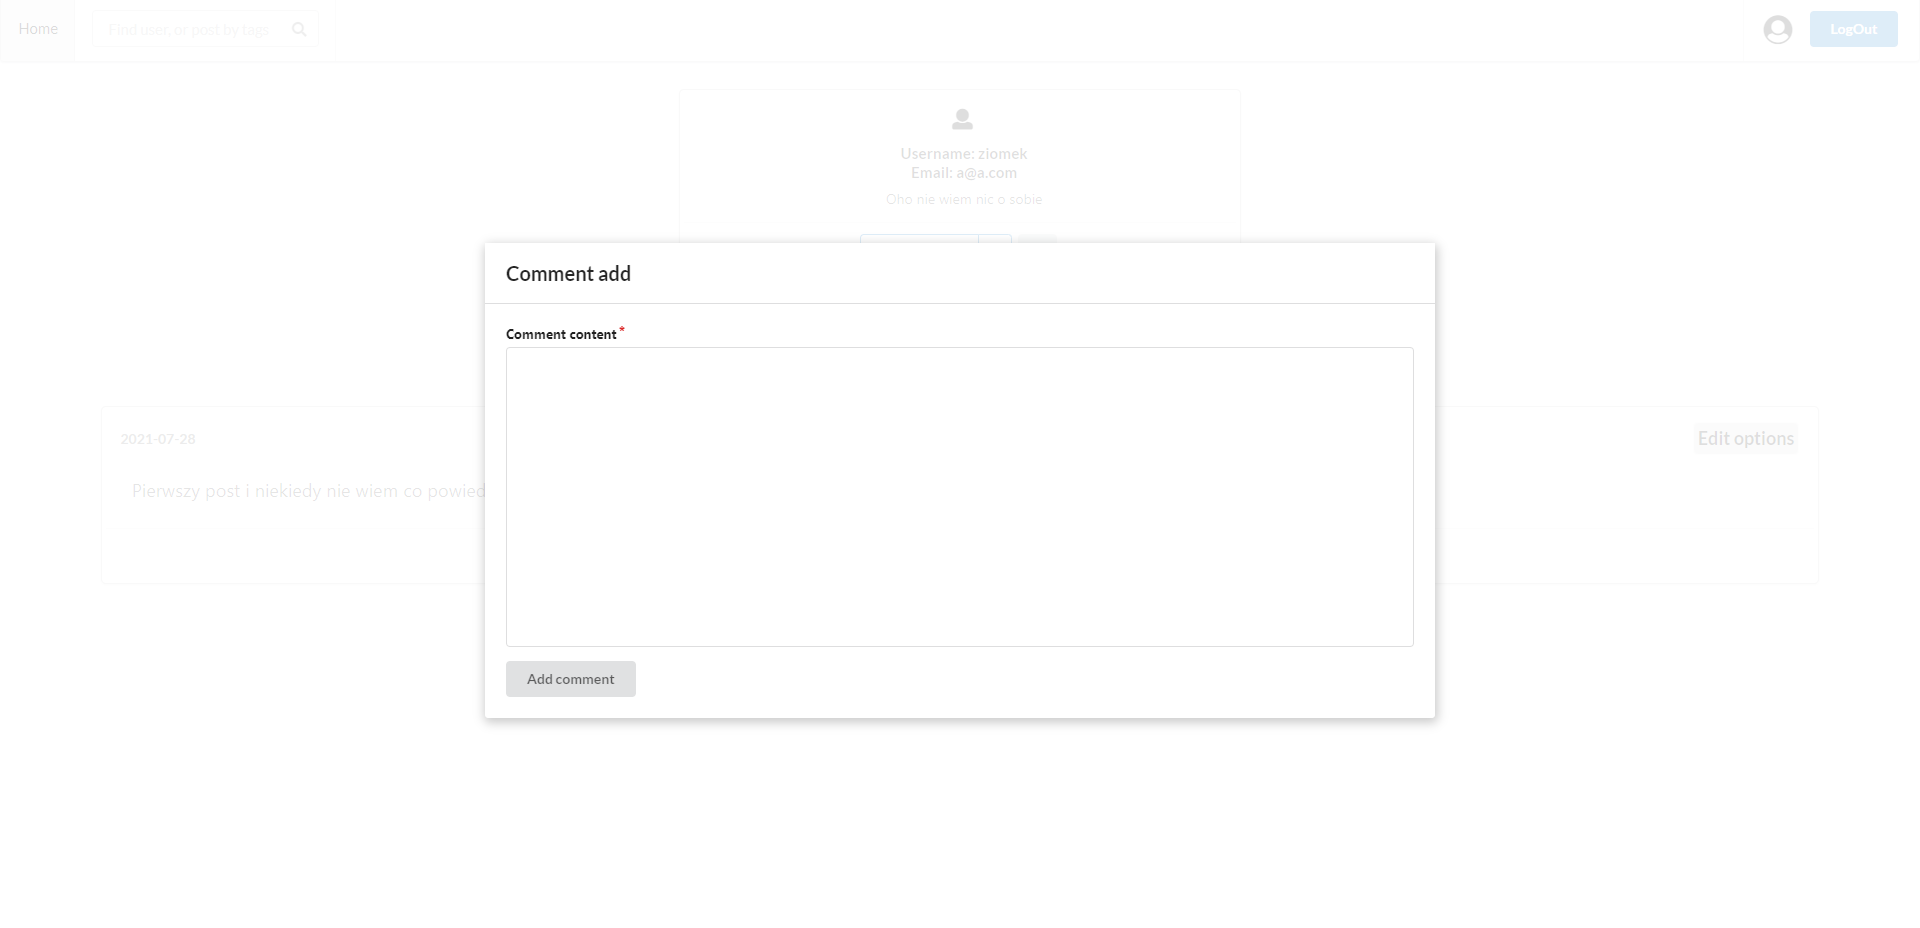 Home
Find user, or post by tags
LogOut
Username: ziomek
Email: a@a.com
Oho nie wiem nic o sobie
Comment add
Comment content*
2021-07-28
Edit options
Pierwszy post i niekiedy nie wiem co
Add comment